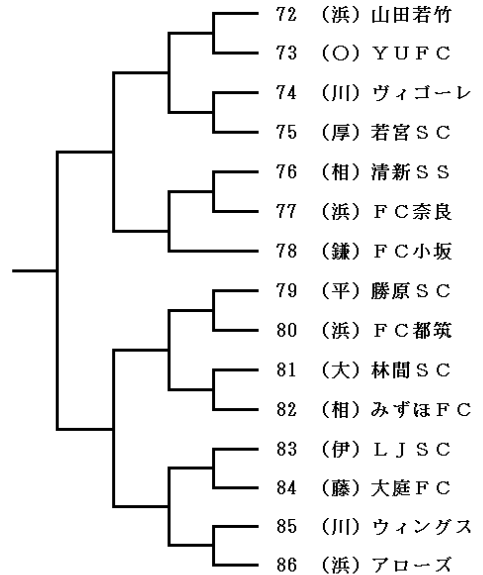 72 (浜) 山田若竹
73 (〇) ＹＵＦＣ
74 (川) ヴィゴーレ
75 (厚) 若宮ＳＣ
76 (相) 清新ＳＳ
77 (浜) ＦＣ奈良
78 (鎌) ＦＣ小坂
79 (平) 勝原ＳＣ
80 (浜) ＦＣ都筑
81 (大) 林間ＳＣ
82 (相) みずほＦＣ
83 (伊) ＬＪＳＣ
84 (藤) 大庭ＦＣ
85 (川) ウィングス
86 (浜) アローズ